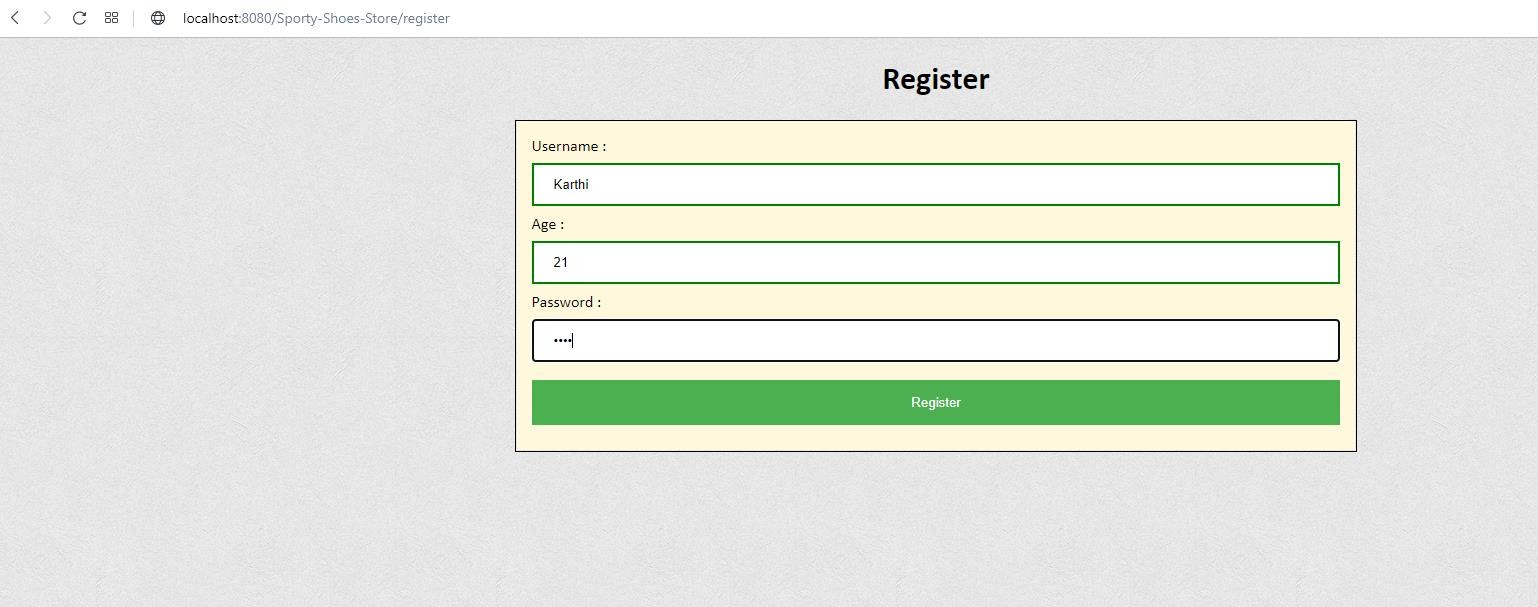 localhost:8080/Sporty-Shoes-Store/register
Register
Username :
Karthi
Age :
21
Password :
••••
Register